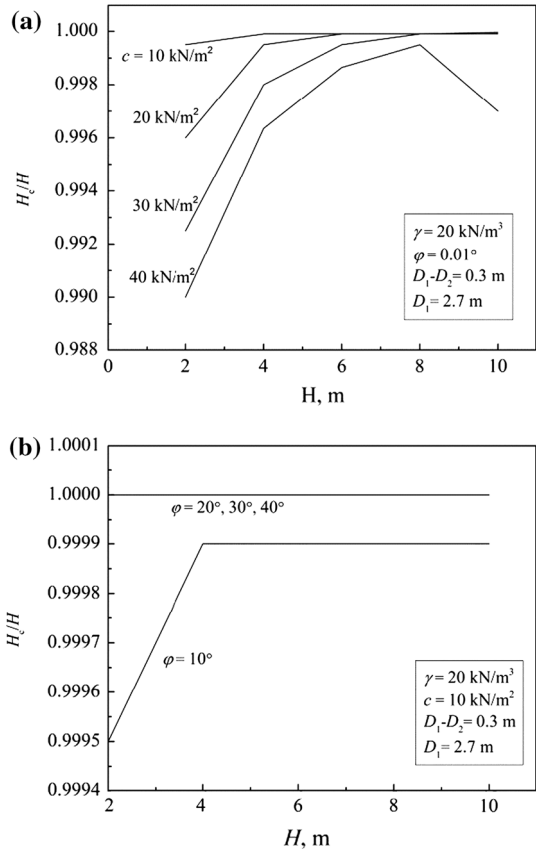 (a)
1.000
0.998
0.996
0.994
0.992
0.990
0.988
Hc/H
c = 10 kN/m²
20 kN/m²
30 kN/m²
40 kN/m²
γ = 20 kN/m³
φ = 0.01°
D₁-D₂= 0.3 m
D₁= 2.7 m
0 2 4 6 8 10
H, m
(b)
1.0001
1.0000
0.9999
0.9998
0.9997
0.9996
0.9995
0.9994
Hc/H
φ = 20°, 30°, 40°
φ = 10°
γ = 20 kN/m³
c = 10 kN/m²
D₁-D₂= 0.3 m
D₁= 2.7 m
2 4 6 8 10
H, m